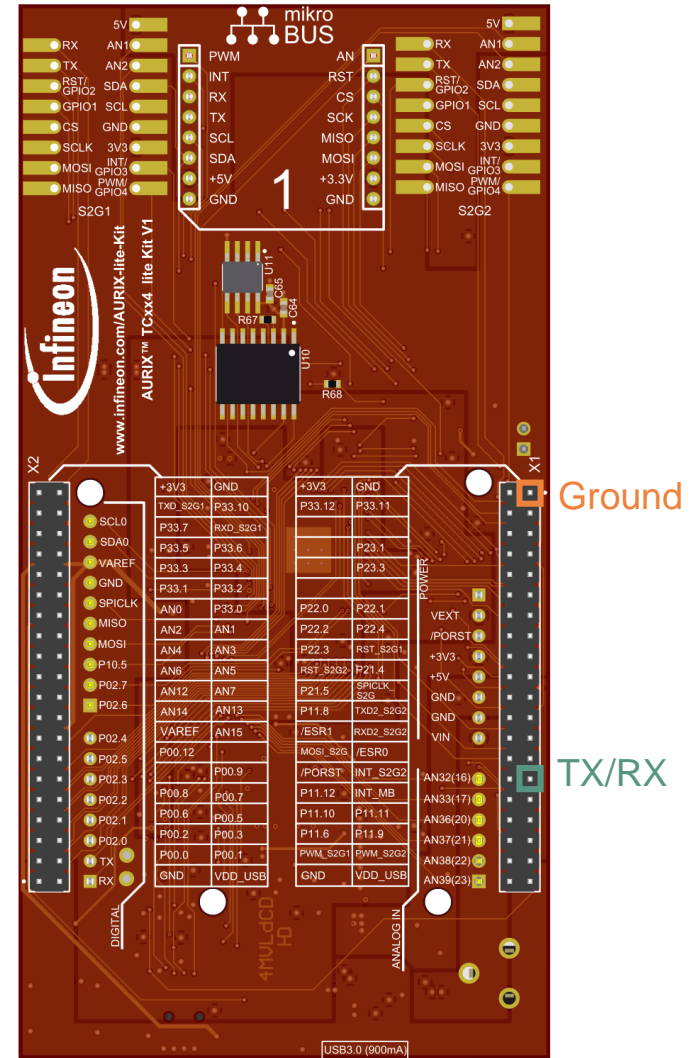 mikro
BUS
5V
RX AN1
TX AN2
RST/
GPIO2 SDA
GPIO1 SCL
CS GND
SCLK 3V3
MOSI INT/
GPIO3
MISO PWM/
GPIO4
S2G1
PWM AN
INT RST
RX CS
TX SCK
SCL MISO
SDA MOSI
+5V +3.3V
GND GND
1
5V
RX AN1
TX AN2
RST/
GPIO2 SDA
GPIO1 SCL
CS GND
SCLK 3V3
MOSI INT/
GPIO3
MISO PWM/
GPIO4
S2G2
Infineon
www.infineon.com/AURIX-lite-Kit
AURIX™ TCxx4 lite Kit V1
U11
C65
C64
R67
U10
R68
X2
X1
Ground
TX/RX
SCL0
SDA0
VAREF
GND
SPICLK
MISO
MOSI
P10.5
P02.7
P02.6
P02.4
P02.5
P02.3
P02.2
P02.1
P02.0
TX
RX
DIGITAL
+3V3 GND
TXD_S2G1 P33.10
P33.7 RXD_S2G1
P33.5 P33.6
P33.3 P33.4
P33.1 P33.2
AN0 P33.0
AN2 AN1
AN4 AN3
AN6 AN5
AN12 AN7
AN14 AN13
VAREF AN15
P00.12
P00.9
P00.8 P00.7
P00.6 P00.5
P00.2 P00.3
P00.0 P00.1
GND VDD_USB
+3V3 GND
P33.12 P33.11
P23.1
P23.3
P22.0 P22.1
P22.2 P22.4
P22.3 RST_S2G1
RST_S2G2 P21.4
P21.5 SPICLK_
S2G
P11.8 TXD2_S2G2
/ESR1 RXD2_S2G2
MOSI_S2G /ESR0
/PORST INT_S2G2
P11.12 INT_MB
P11.10 P11.11
P11.6 P11.9
PWM_S2G1 PWM_S2G2
GND VDD_USB
POWER
VEXT
/PORST
+3V3
+5V
GND
GND
VIN
AN32(16)
AN33(17)
AN36(20)
AN37(21)
AN38(22)
AN39(23)
ANALOG IN
4MVLdCD
HD
USB3.0 (900mA)